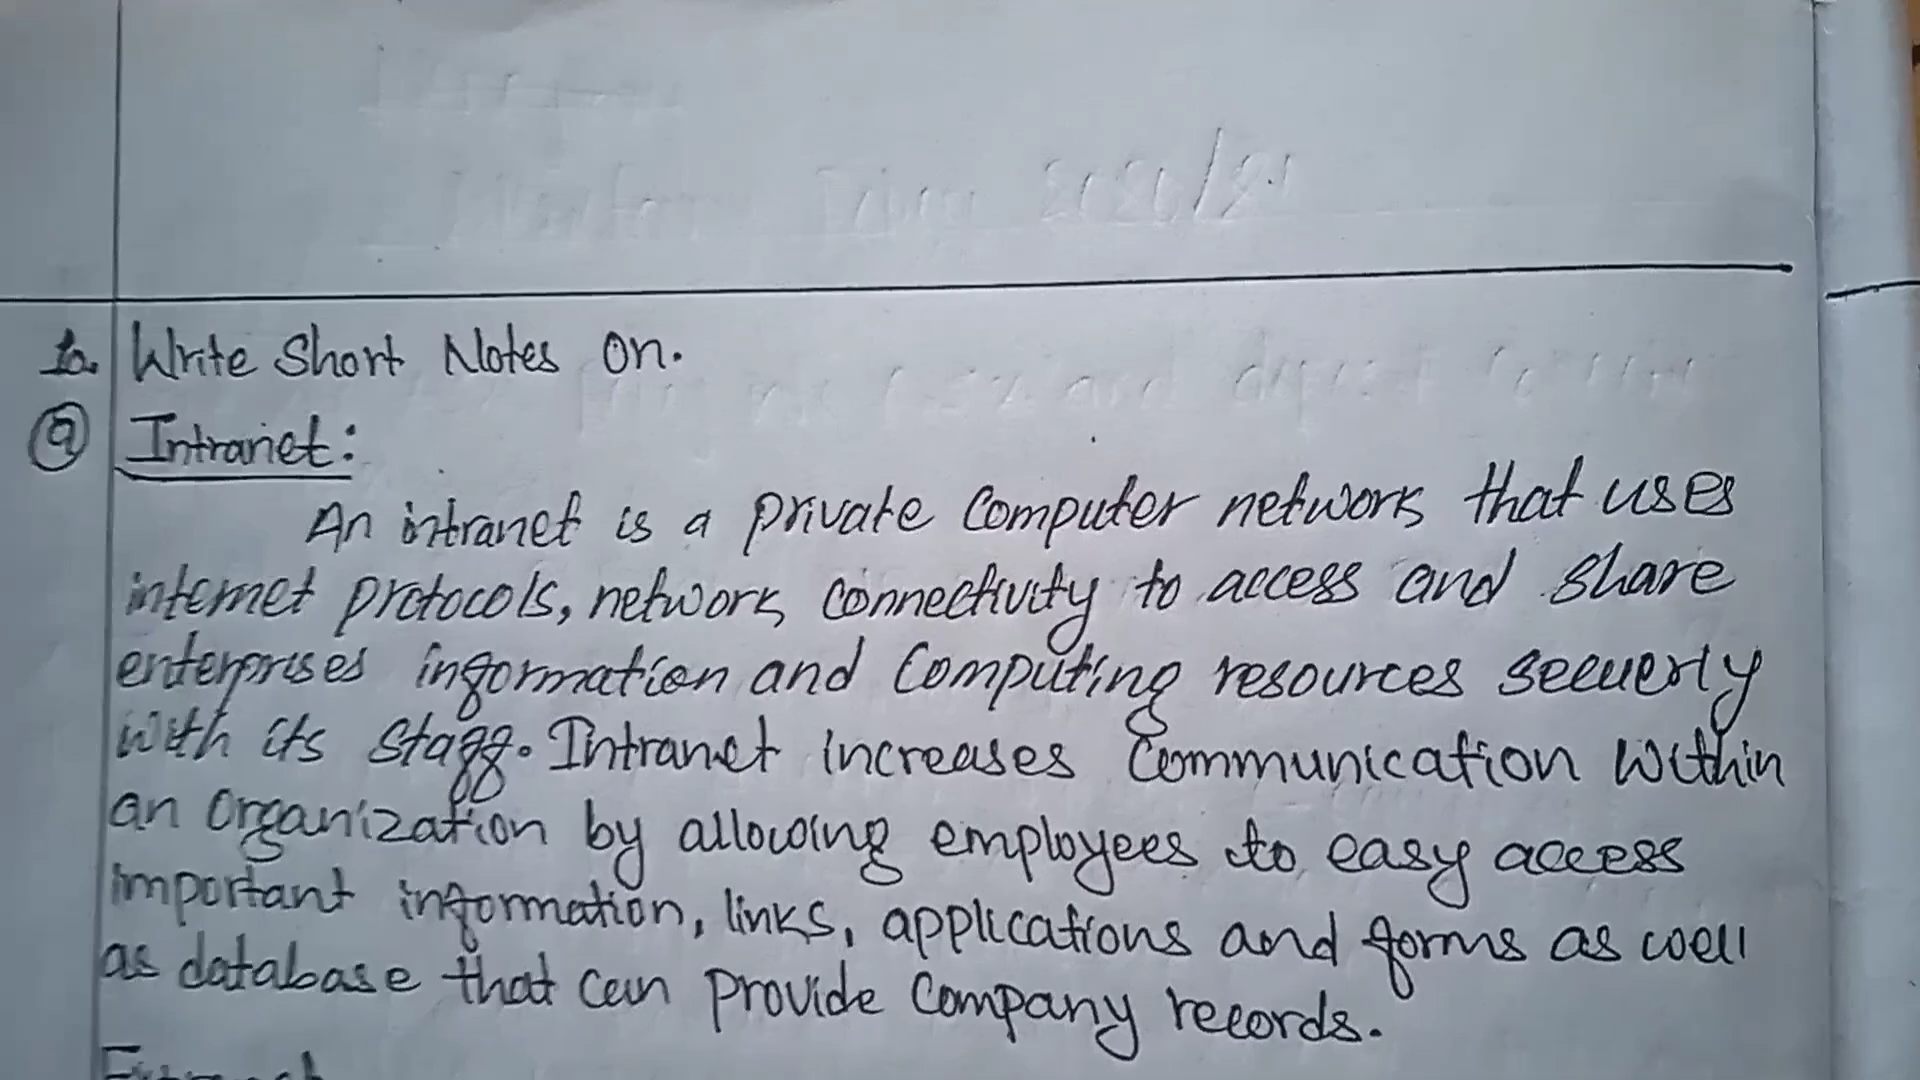 1a. Write Short Notes on.
a Intranet:
An intranet is a private Computer network that uses
internet protocols, network connectivity to access and share
enterprises information and Computing resources secuerly
with its staff. Intranet increases Communication within
an organization by allowing employees to easy access
important information, links, applications and forms as well
as database that can provide Company records.